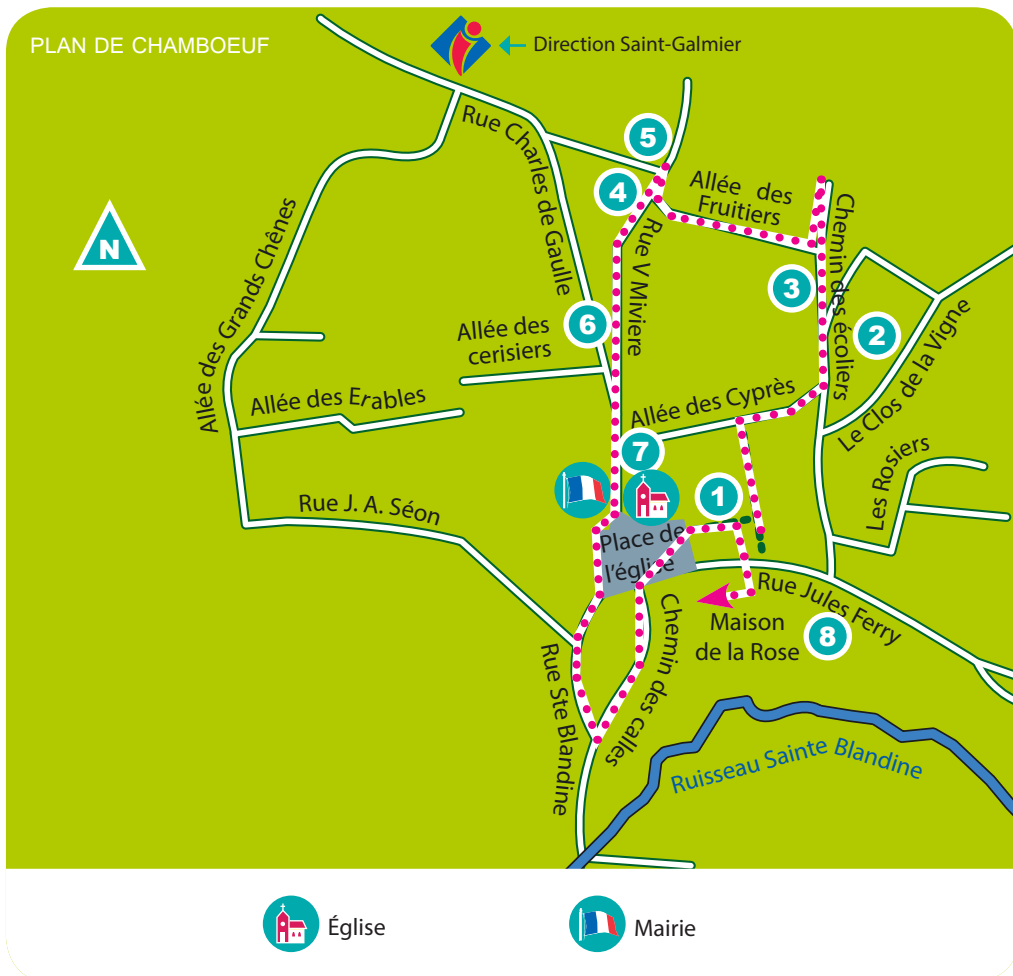 PLAN DE CHAMBOEUF
Direction Saint-Galmier
Rue Charles de Gaulle
5
4
Allée des
Fruitiers
Chemin des écoliers
N
Allée des Grands Chênes
Rue V Miviere
3
6
2
Allée des
cerisiers
Le Clos de la Vigne
Allée des Erables
Allée des Cyprès
7
Les Rosiers
1
Rue J. A. Séon
Place de
l'église
Rue Jules Ferry
Chemin des calles
Maison
de la Rose
8
Rue Ste Blandine
Ruisseau Sainte Blandine
Église
Mairie